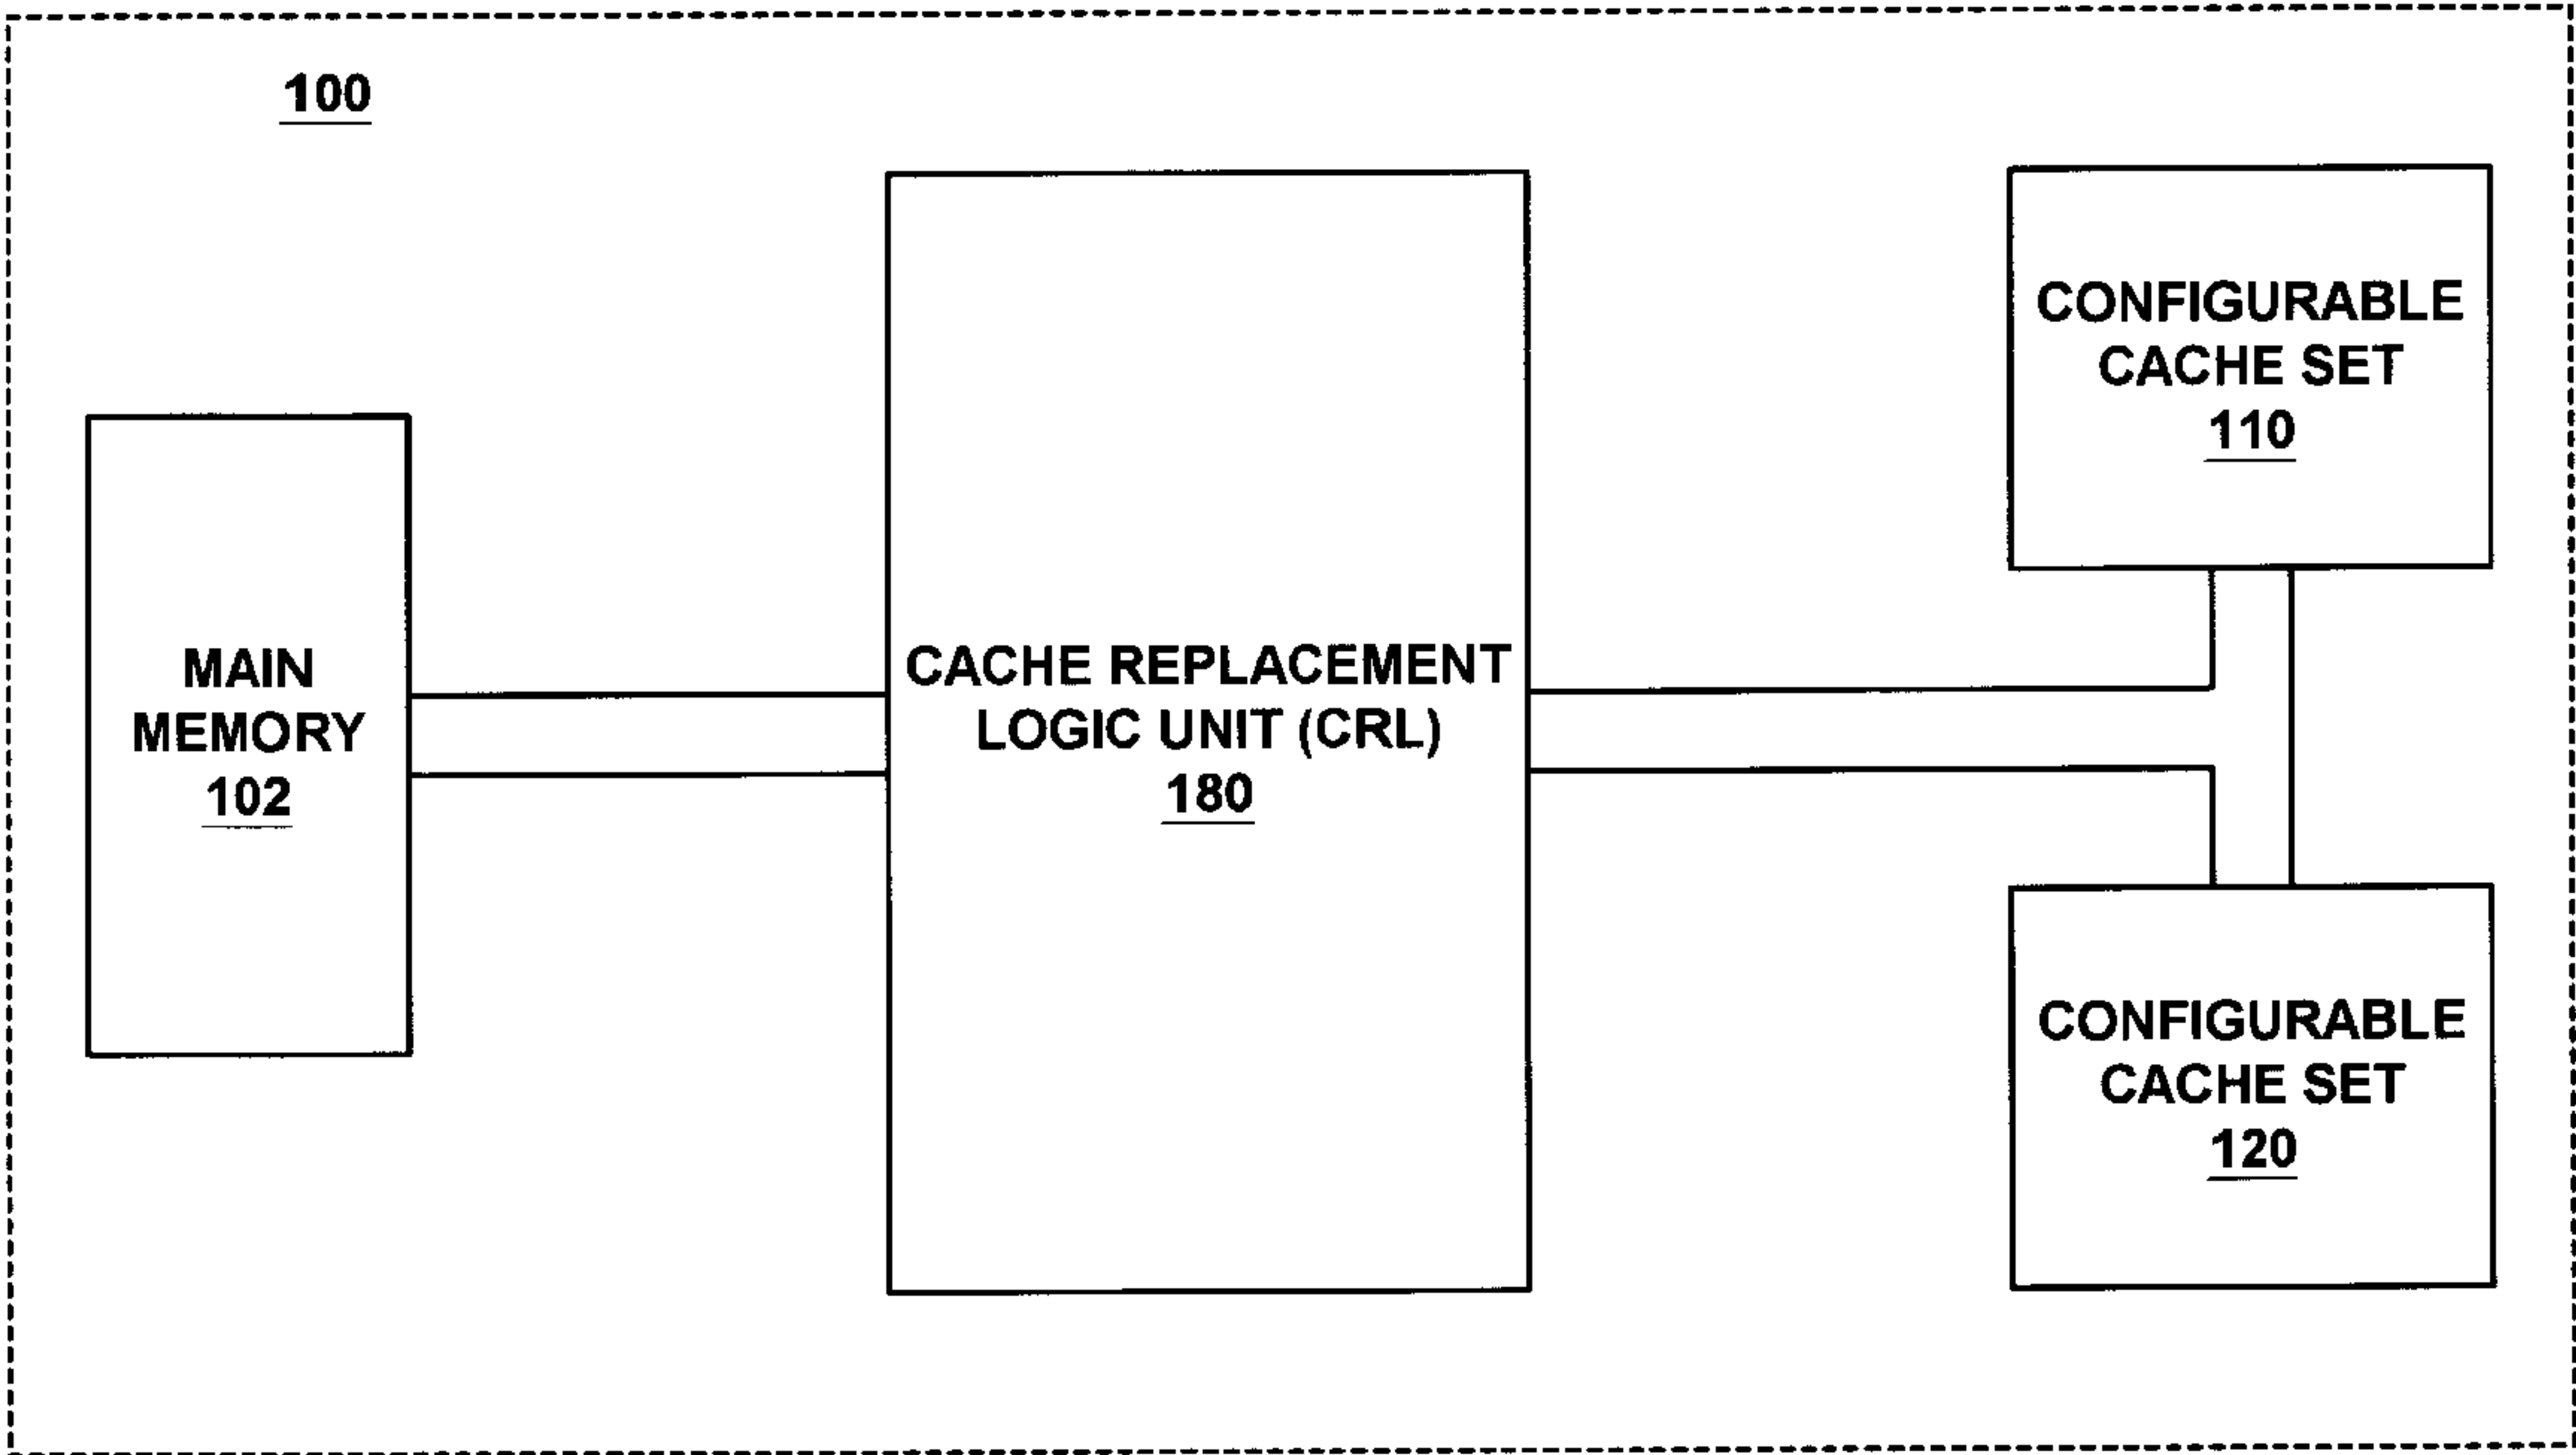 100
MAIN
MEMORY
102
CACHE REPLACEMENT
LOGIC UNIT (CRL)
180
CONFIGURABLE
CACHE SET
110
CONFIGURABLE
CACHE SET
120